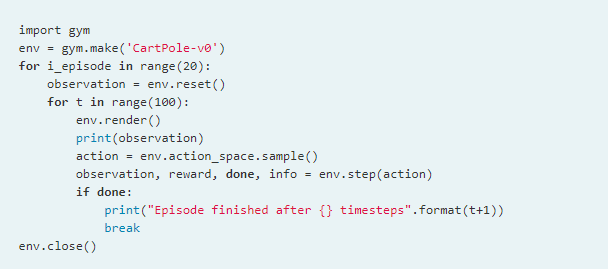 import gym
env = gym.make('CartPole-v0')
for i_episode in range(20):
    observation = env.reset()
    for t in range(100):
        env.render()
        print(observation)
        action = env.action_space.sample()
        observation, reward, done, info = env.step(action)
        if done:
            print("Episode finished after {} timesteps".format(t+1))
            break
env.close()